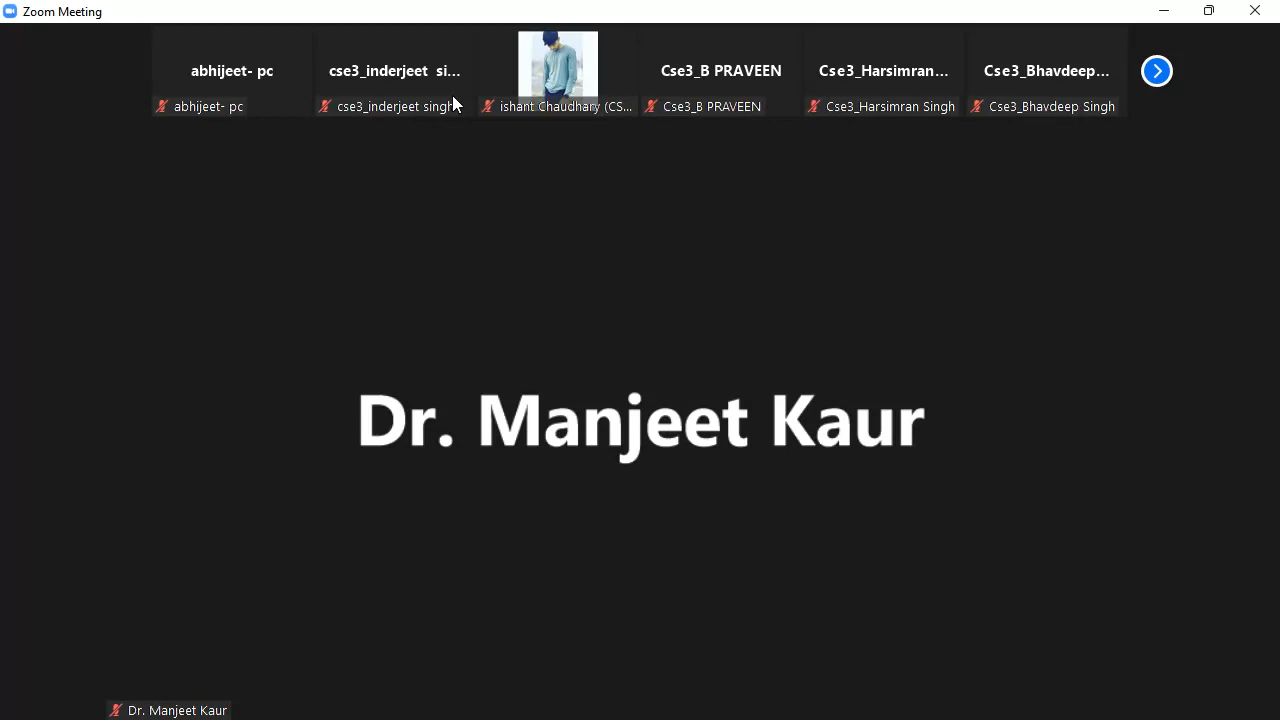 Zoom Meeting
abhijeet- pc
cse3_inderjeet si...
Cse3_B PRAVEEN
Cse3_Harsimran...
Cse3_Bhavdeep...
abhijeet- pc
cse3_inderjeet singh
ishant Chaudhary (CS...
Cse3_B PRAVEEN
Cse3_Harsimran Singh
Cse3_Bhavdeep Singh
Dr. Manjeet Kaur
Dr. Manjeet Kaur